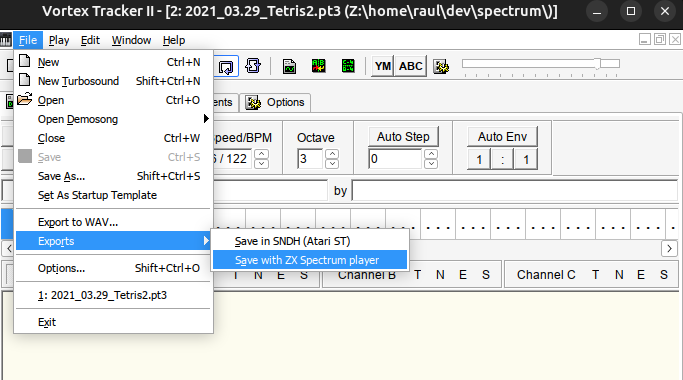 Vortex Tracker II - [2: 2021_03.29_Tetris2.pt3 (Z:\home\raul\dev\spectrum\)]
File Play Edit Window Help
New Ctrl+N
New Turbosound Shift+Ctrl+N
Open Ctrl+O
Open Demosong
Close Ctrl+W
Save Ctrl+S
Save As... Shift+Ctrl+S
Set As Startup Template
Export to WAV...
Exports
Options... Shift+Ctrl+O
1: 2021_03.29_Tetris2.pt3
Exit
Save in SNDH (Atari ST)
Save with ZX Spectrum player
YM ABC
Options
/BPM Octave Auto Step Auto Env
/ 122 3 0 1 : 1
by
T N E S Channel B T N E S Channel C T N E S